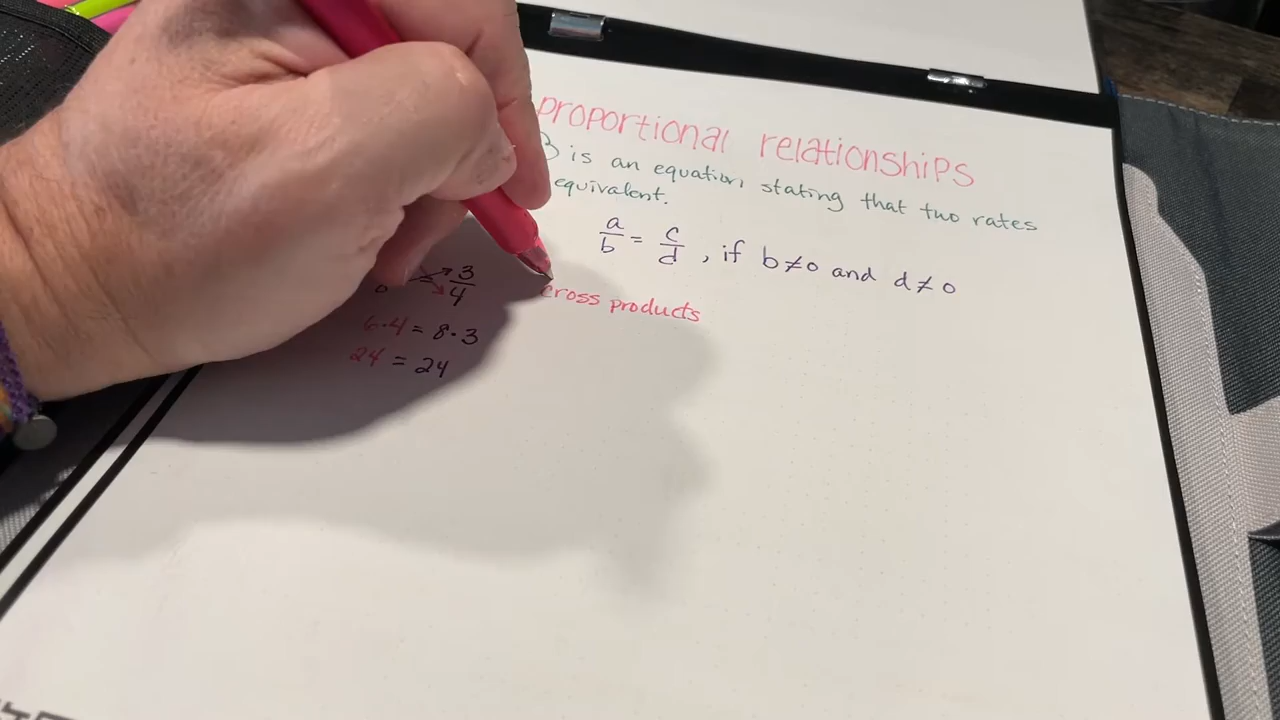 proportional relationships
is an equation stating that two rates
equivalent.
a/b = c/d , if b≠0 and d≠0
3/4
cross products
6·4 = 8·3
24 = 24